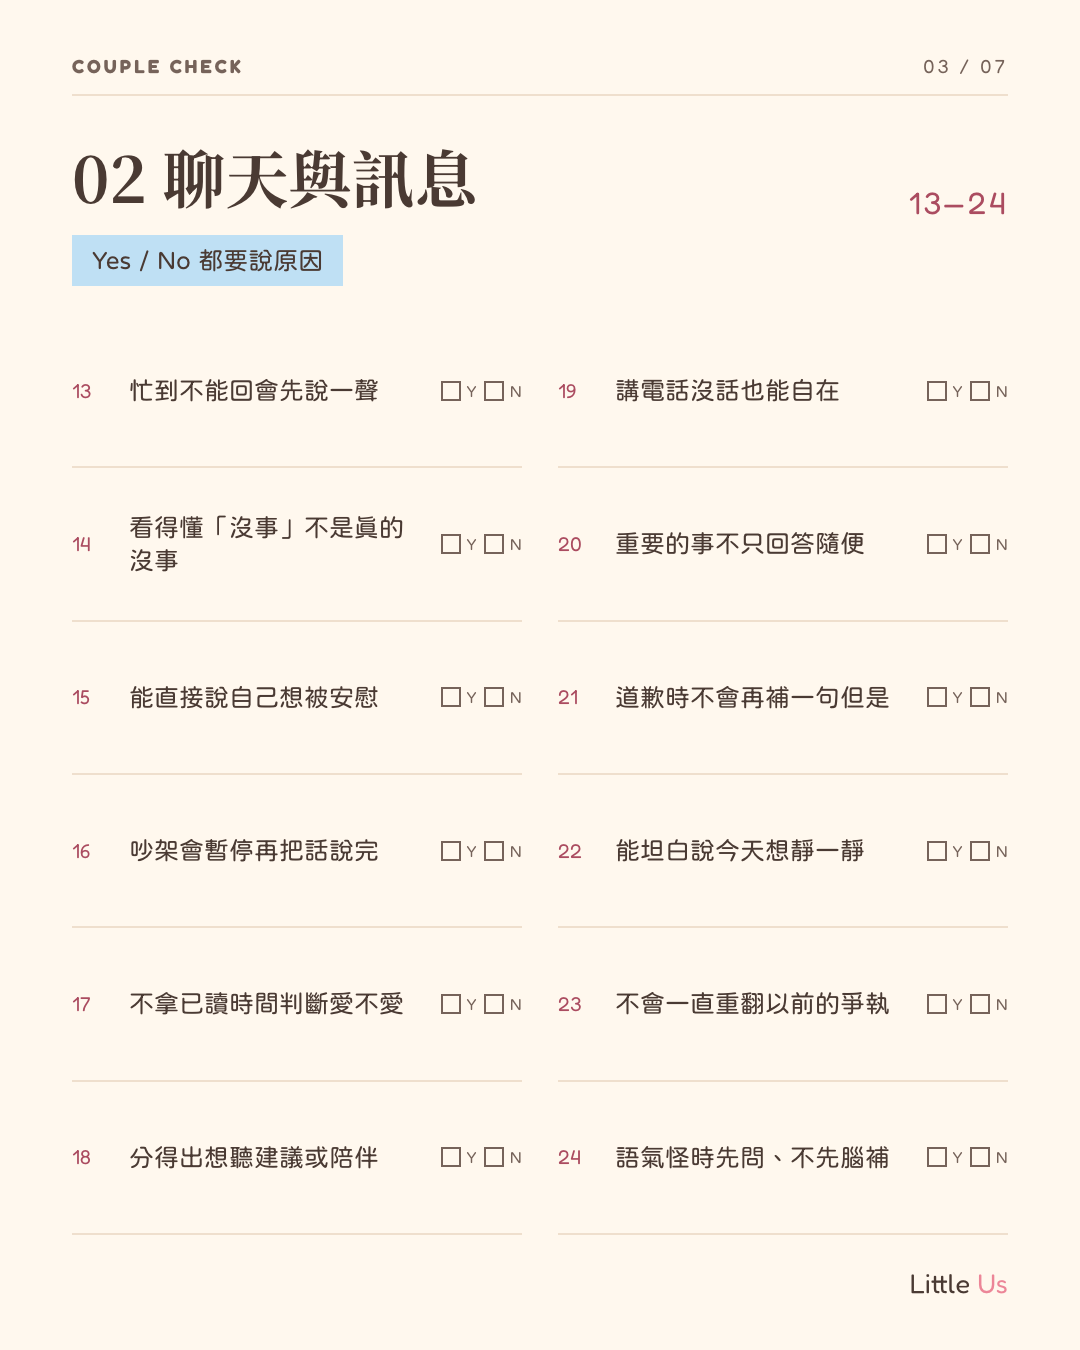 COUPLE CHECK
03 / 07
02 聊天與訊息
13–24
Yes / No 都要說原因
13 忙到不能回會先說一聲 Y N
14 看得懂「沒事」不是真的
沒事 Y N
15 能直接說自己想被安慰 Y N
16 吵架會暫停再把話說完 Y N
17 不拿已讀時間判斷愛不愛 Y N
18 分得出想聽建議或陪伴 Y N
19 講電話沒話也能自在 Y N
20 重要的事不只回答隨便 Y N
21 道歉時不會再補一句但是 Y N
22 能坦白說今天想靜一靜 Y N
23 不會一直重翻以前的爭執 Y N
24 語氣怪時先問、不先腦補 Y N
Little Us